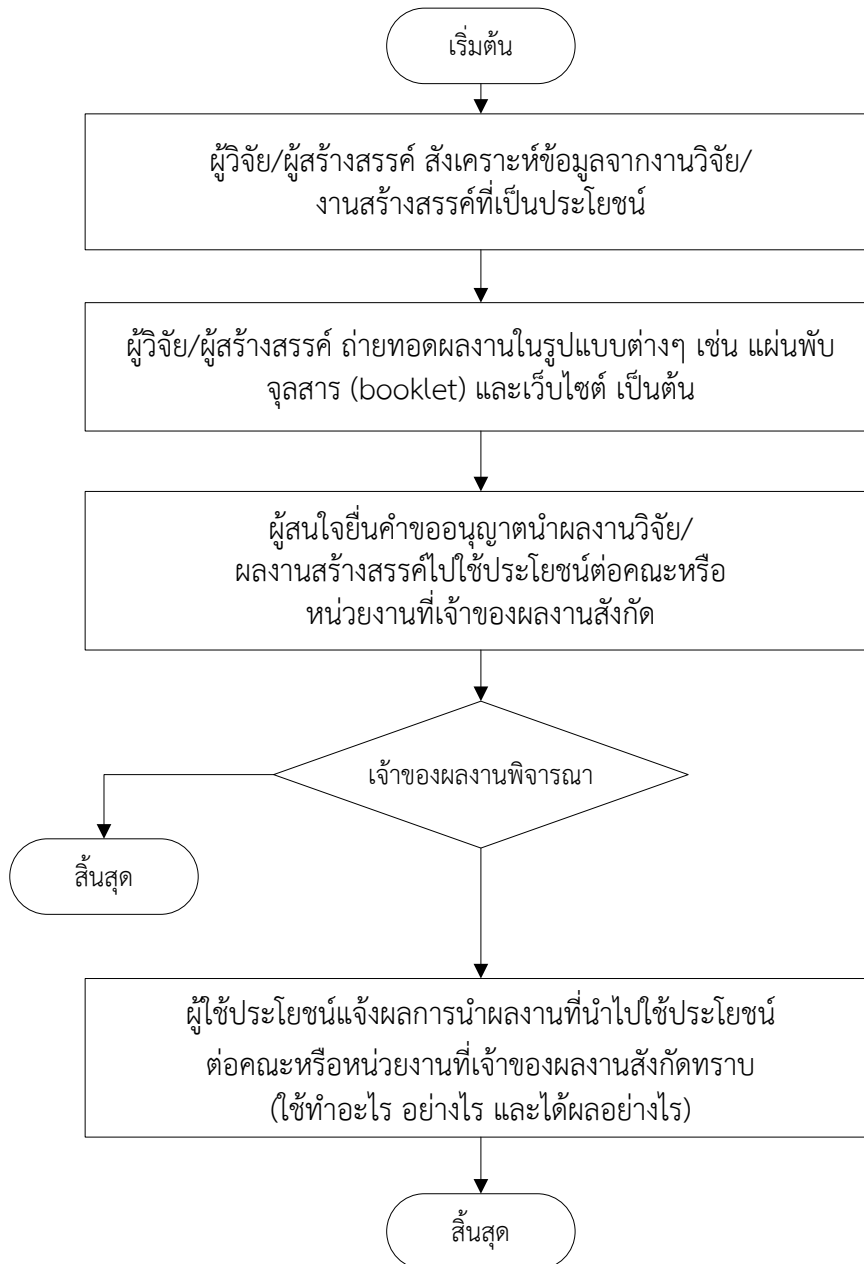 เริ่มต้น
ผู้วิจัย/ผู้สร้างสรรค์ สังเคราะห์ข้อมูลจากงานวิจัย/
งานสร้างสรรค์ที่เป็นประโยชน์
ผู้วิจัย/ผู้สร้างสรรค์ ถ่ายทอดผลงานในรูปแบบต่างๆ เช่น แผ่นพับ
จุลสาร (booklet) และเว็บไซต์ เป็นต้น
ผู้สนใจยื่นคำขออนุญาตนำผลงานวิจัย/
ผลงานสร้างสรรค์ไปใช้ประโยชน์ต่อคณะหรือ
หน่วยงานที่เจ้าของผลงานสังกัด
เจ้าของผลงานพิจารณา
สิ้นสุด
ผู้ใช้ประโยชน์แจ้งผลการนำผลงานที่นำไปใช้ประโยชน์
ต่อคณะหรือหน่วยงานที่เจ้าของผลงานสังกัดทราบ
(ใช้ทำอะไร อย่างไร และได้ผลอย่างไร)
สิ้นสุด